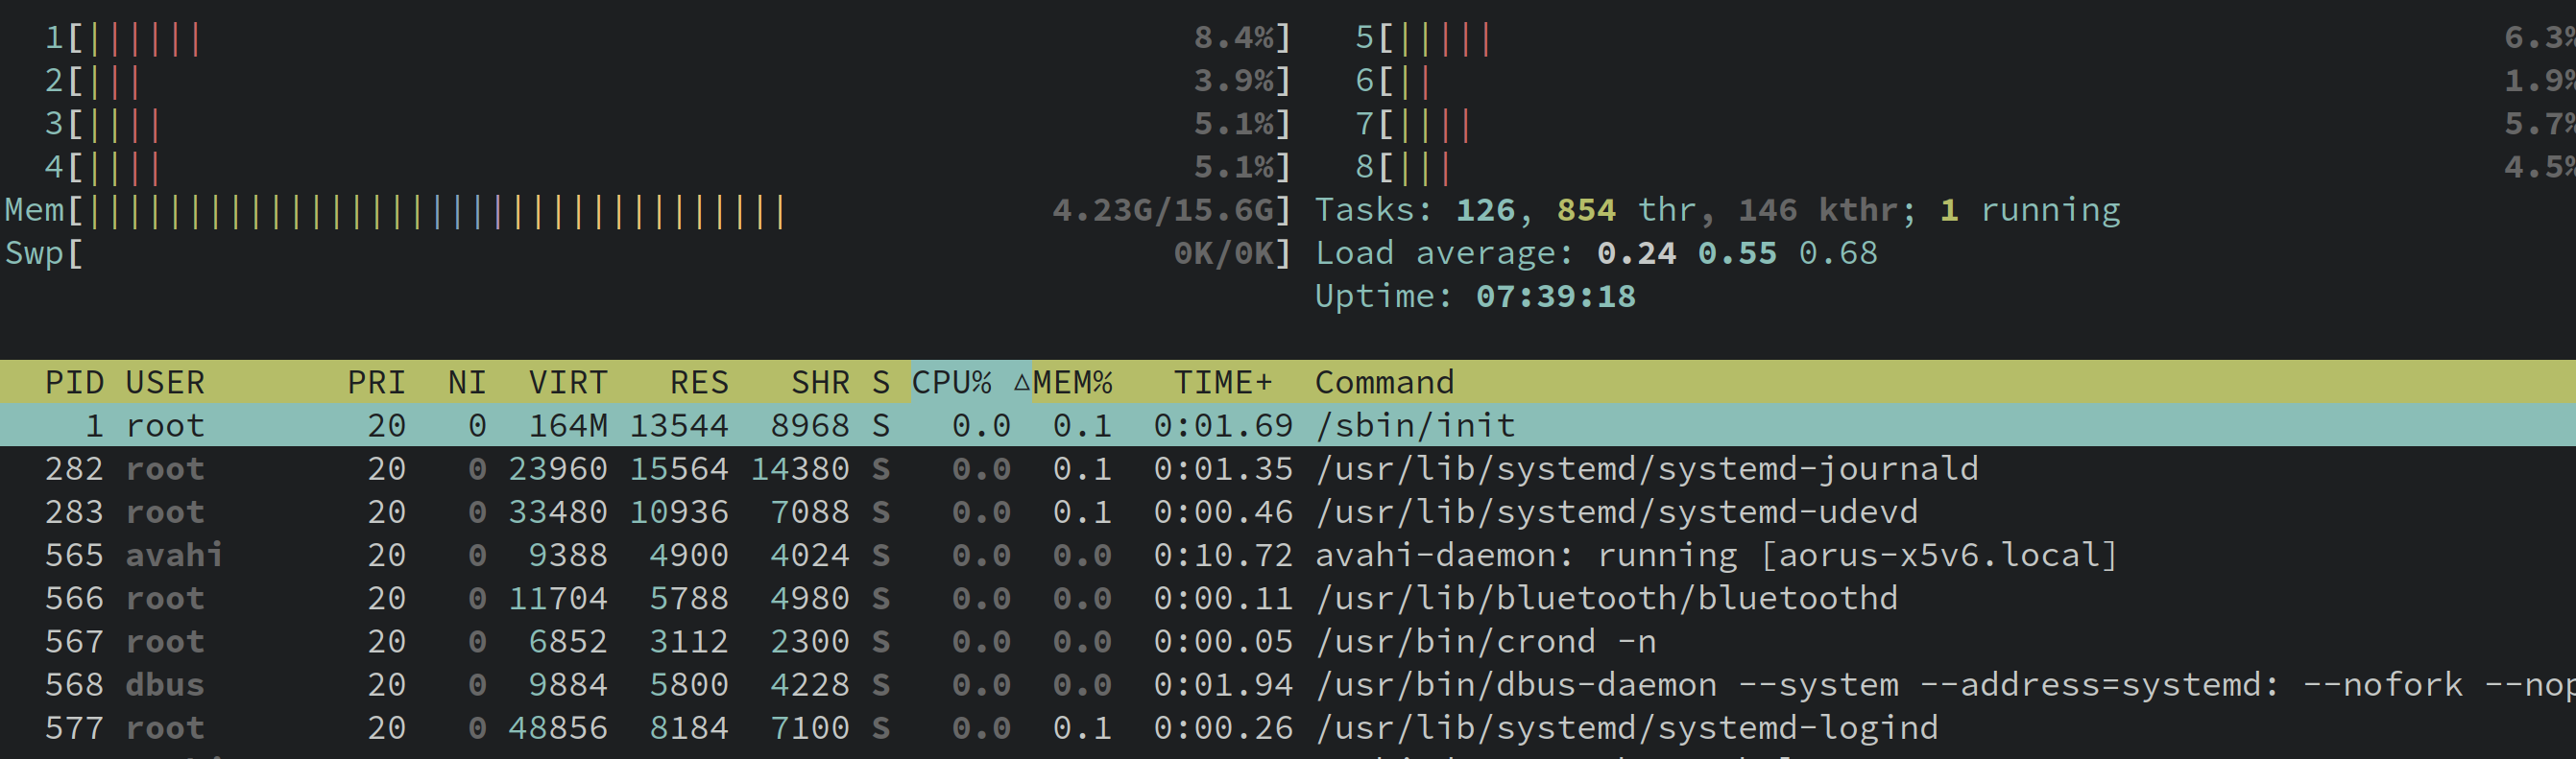 1[|||||| 8.4%] 5[||||| 6.3%
2[||| 3.9%] 6[|| 1.9%
3[|||| 5.1%] 7[|||| 5.7%
4[|||| 5.1%] 8[||| 4.5%
Mem[||||||||||||||||||||||||||||||||||| 4.23G/15.6G] Tasks: 126, 854 thr, 146 kthr; 1 running
Swp[ 0K/0K] Load average: 0.24 0.55 0.68
Uptime: 07:39:18
PID USER PRI NI VIRT RES SHR S CPU% △MEM% TIME+ Command
1 root 20 0 164M 13544 8968 S 0.0 0.1 0:01.69 /sbin/init
282 root 20 0 23960 15564 14380 S 0.0 0.1 0:01.35 /usr/lib/systemd/systemd-journald
283 root 20 0 33480 10936 7088 S 0.0 0.1 0:00.46 /usr/lib/systemd/systemd-udevd
565 avahi 20 0 9388 4900 4024 S 0.0 0.0 0:10.72 avahi-daemon: running [aorus-x5v6.local]
566 root 20 0 11704 5788 4980 S 0.0 0.0 0:00.11 /usr/lib/bluetooth/bluetoothd
567 root 20 0 6852 3112 2300 S 0.0 0.0 0:00.05 /usr/bin/crond -n
568 dbus 20 0 9884 5800 4228 S 0.0 0.0 0:01.94 /usr/bin/dbus-daemon --system --address=systemd: --nofork --nop
577 root 20 0 48856 8184 7100 S 0.0 0.1 0:00.26 /usr/lib/systemd/systemd-logind